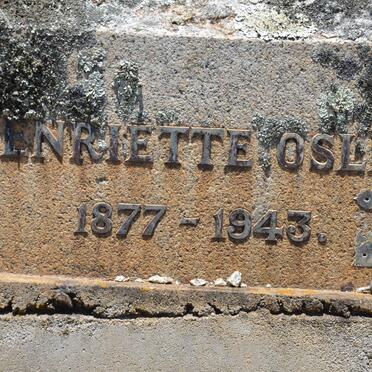 ENRIETTE OSL
1877 - 1943.